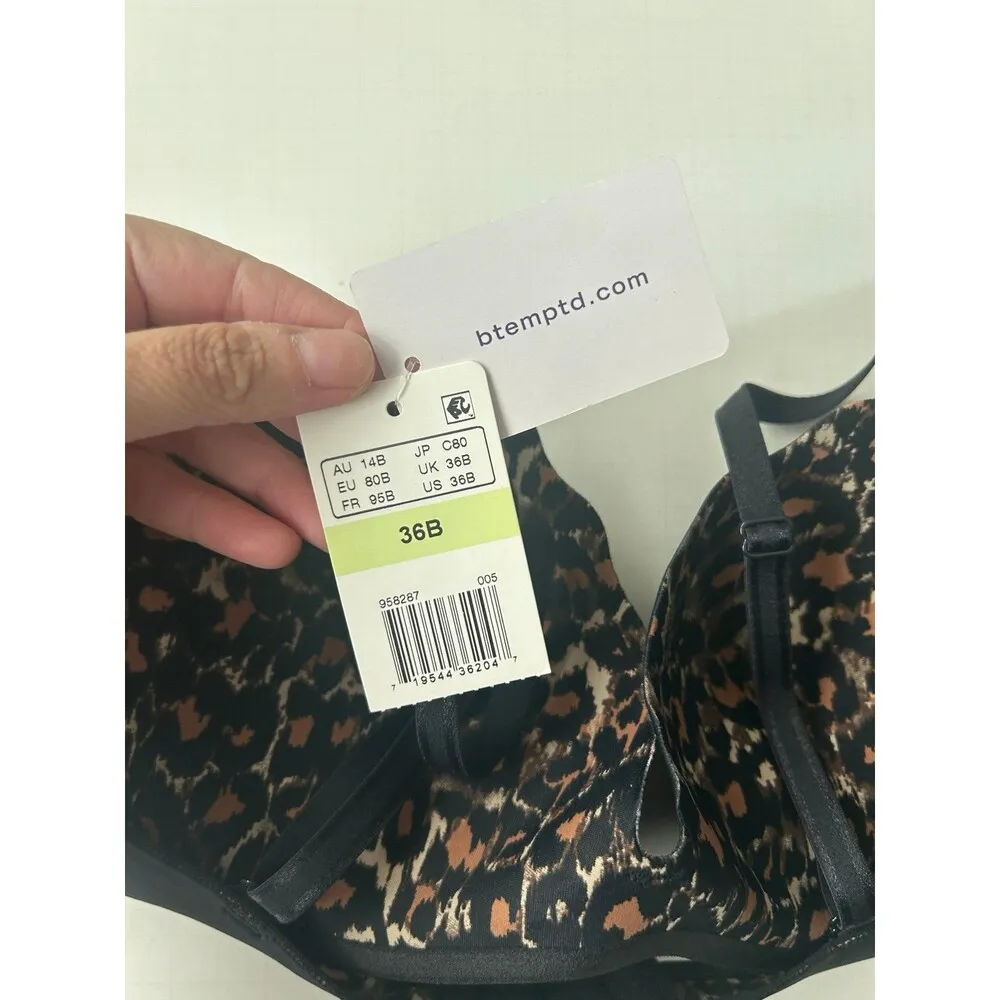 btemptd.com
AU 14B JP C80
EU 80B UK 36B
FR 95B US 36B
36B
958287 005
7 19544 36204 7